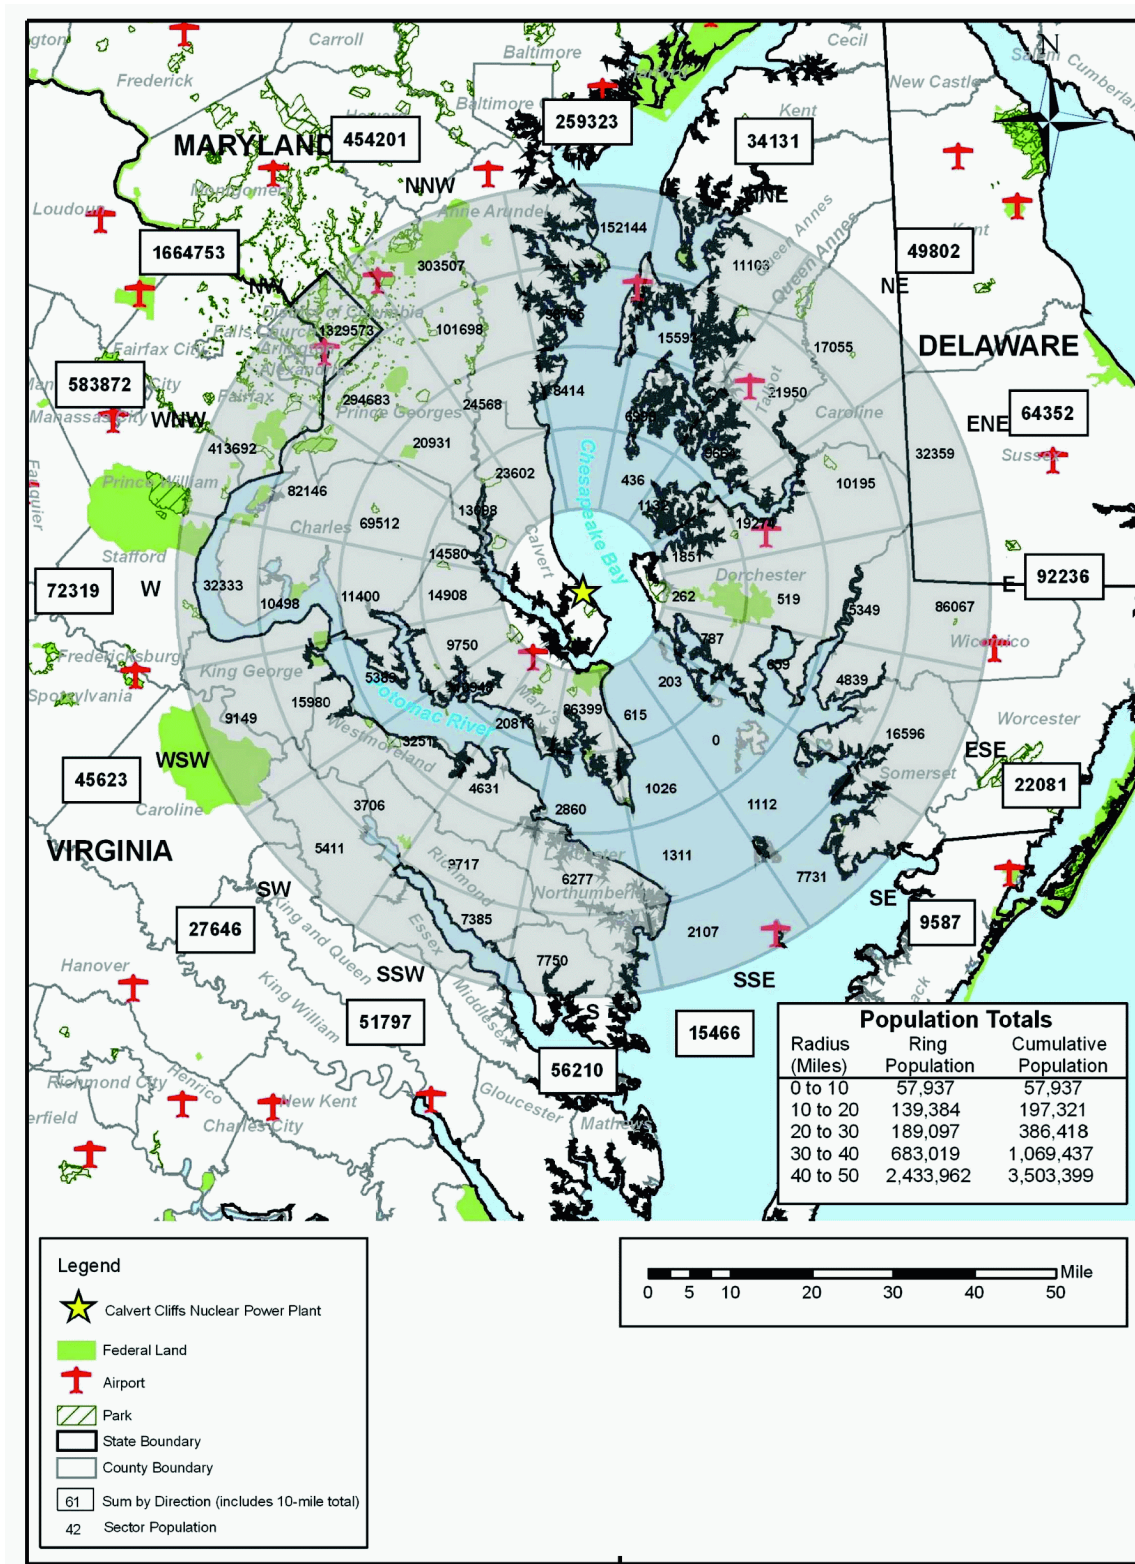 Carroll
Baltimore
Cecil
N
Salem
Frederick
New Castle
Kent
259323
454201
34131
MARYLAND
N
NNW
NNE
Montgomery
Loudoun
Anne Arundel
152144
Queen Annes
Queen Annes
Kent
1664753
49802
303507
11103
NW
NE
District of Columbia
Falls Church
1329573
101698
17055
DELAWARE
Arlington
Fairfax City
Alexandria
583872
Manassas City
Fairfax
294683
Prince Georges
24568
8414
21950
Talbot
Caroline
64352
WNW
ENE
Sussex
413692
20931
32359
Prince William
82146
23602
436
10195
Chesapeake Bay
Charles
69512
Stafford
14580
Calvert
1851
72319
W
32333
10498
11400
14908
262
Dorchester
519
5349
E
92236
86067
Wicomico
Fredericksburg
9750
787
659
Spotsylvania
King George
203
4839
9149
15980
Potomac River
Mary's
615
Worcester
WSW
3251
Westmoreland
0
16596
ESE
45623
Somerset
22081
Caroline
4631
1026
1112
3706
2860
VIRGINIA
5411
1311
Richmond
9717
6277
7731
Northumberland
SW
SE
27646
King and Queen
Essex
7385
2107
9587
Hanover
7750
SSW
SSE
King William
Middlesex
S
51797
15466
56210
Richmond City
Henrico
New Kent
Charles City
Gloucester
Mathews
Population Totals
Radius (Miles) Ring Population Cumulative Population
0 to 10 57,937 57,937
10 to 20 139,384 197,321
20 to 30 189,097 386,418
30 to 40 683,019 1,069,437
40 to 50 2,433,962 3,503,399
Legend
Calvert Cliffs Nuclear Power Plant
Federal Land
Airport
Park
State Boundary
County Boundary
61 Sum by Direction (includes 10-mile total)
42 Sector Population
Mile
0 5 10 20 30 40 50